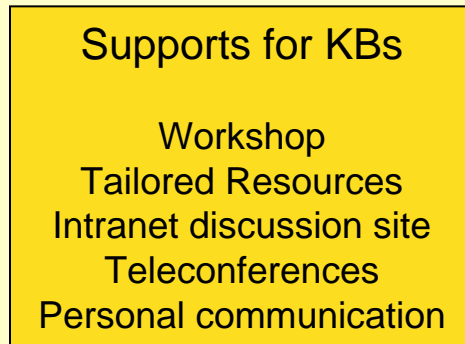 Supports for KBs
Workshop
Tailored Resources
Intranet discussion site
Teleconferences
Personal communication